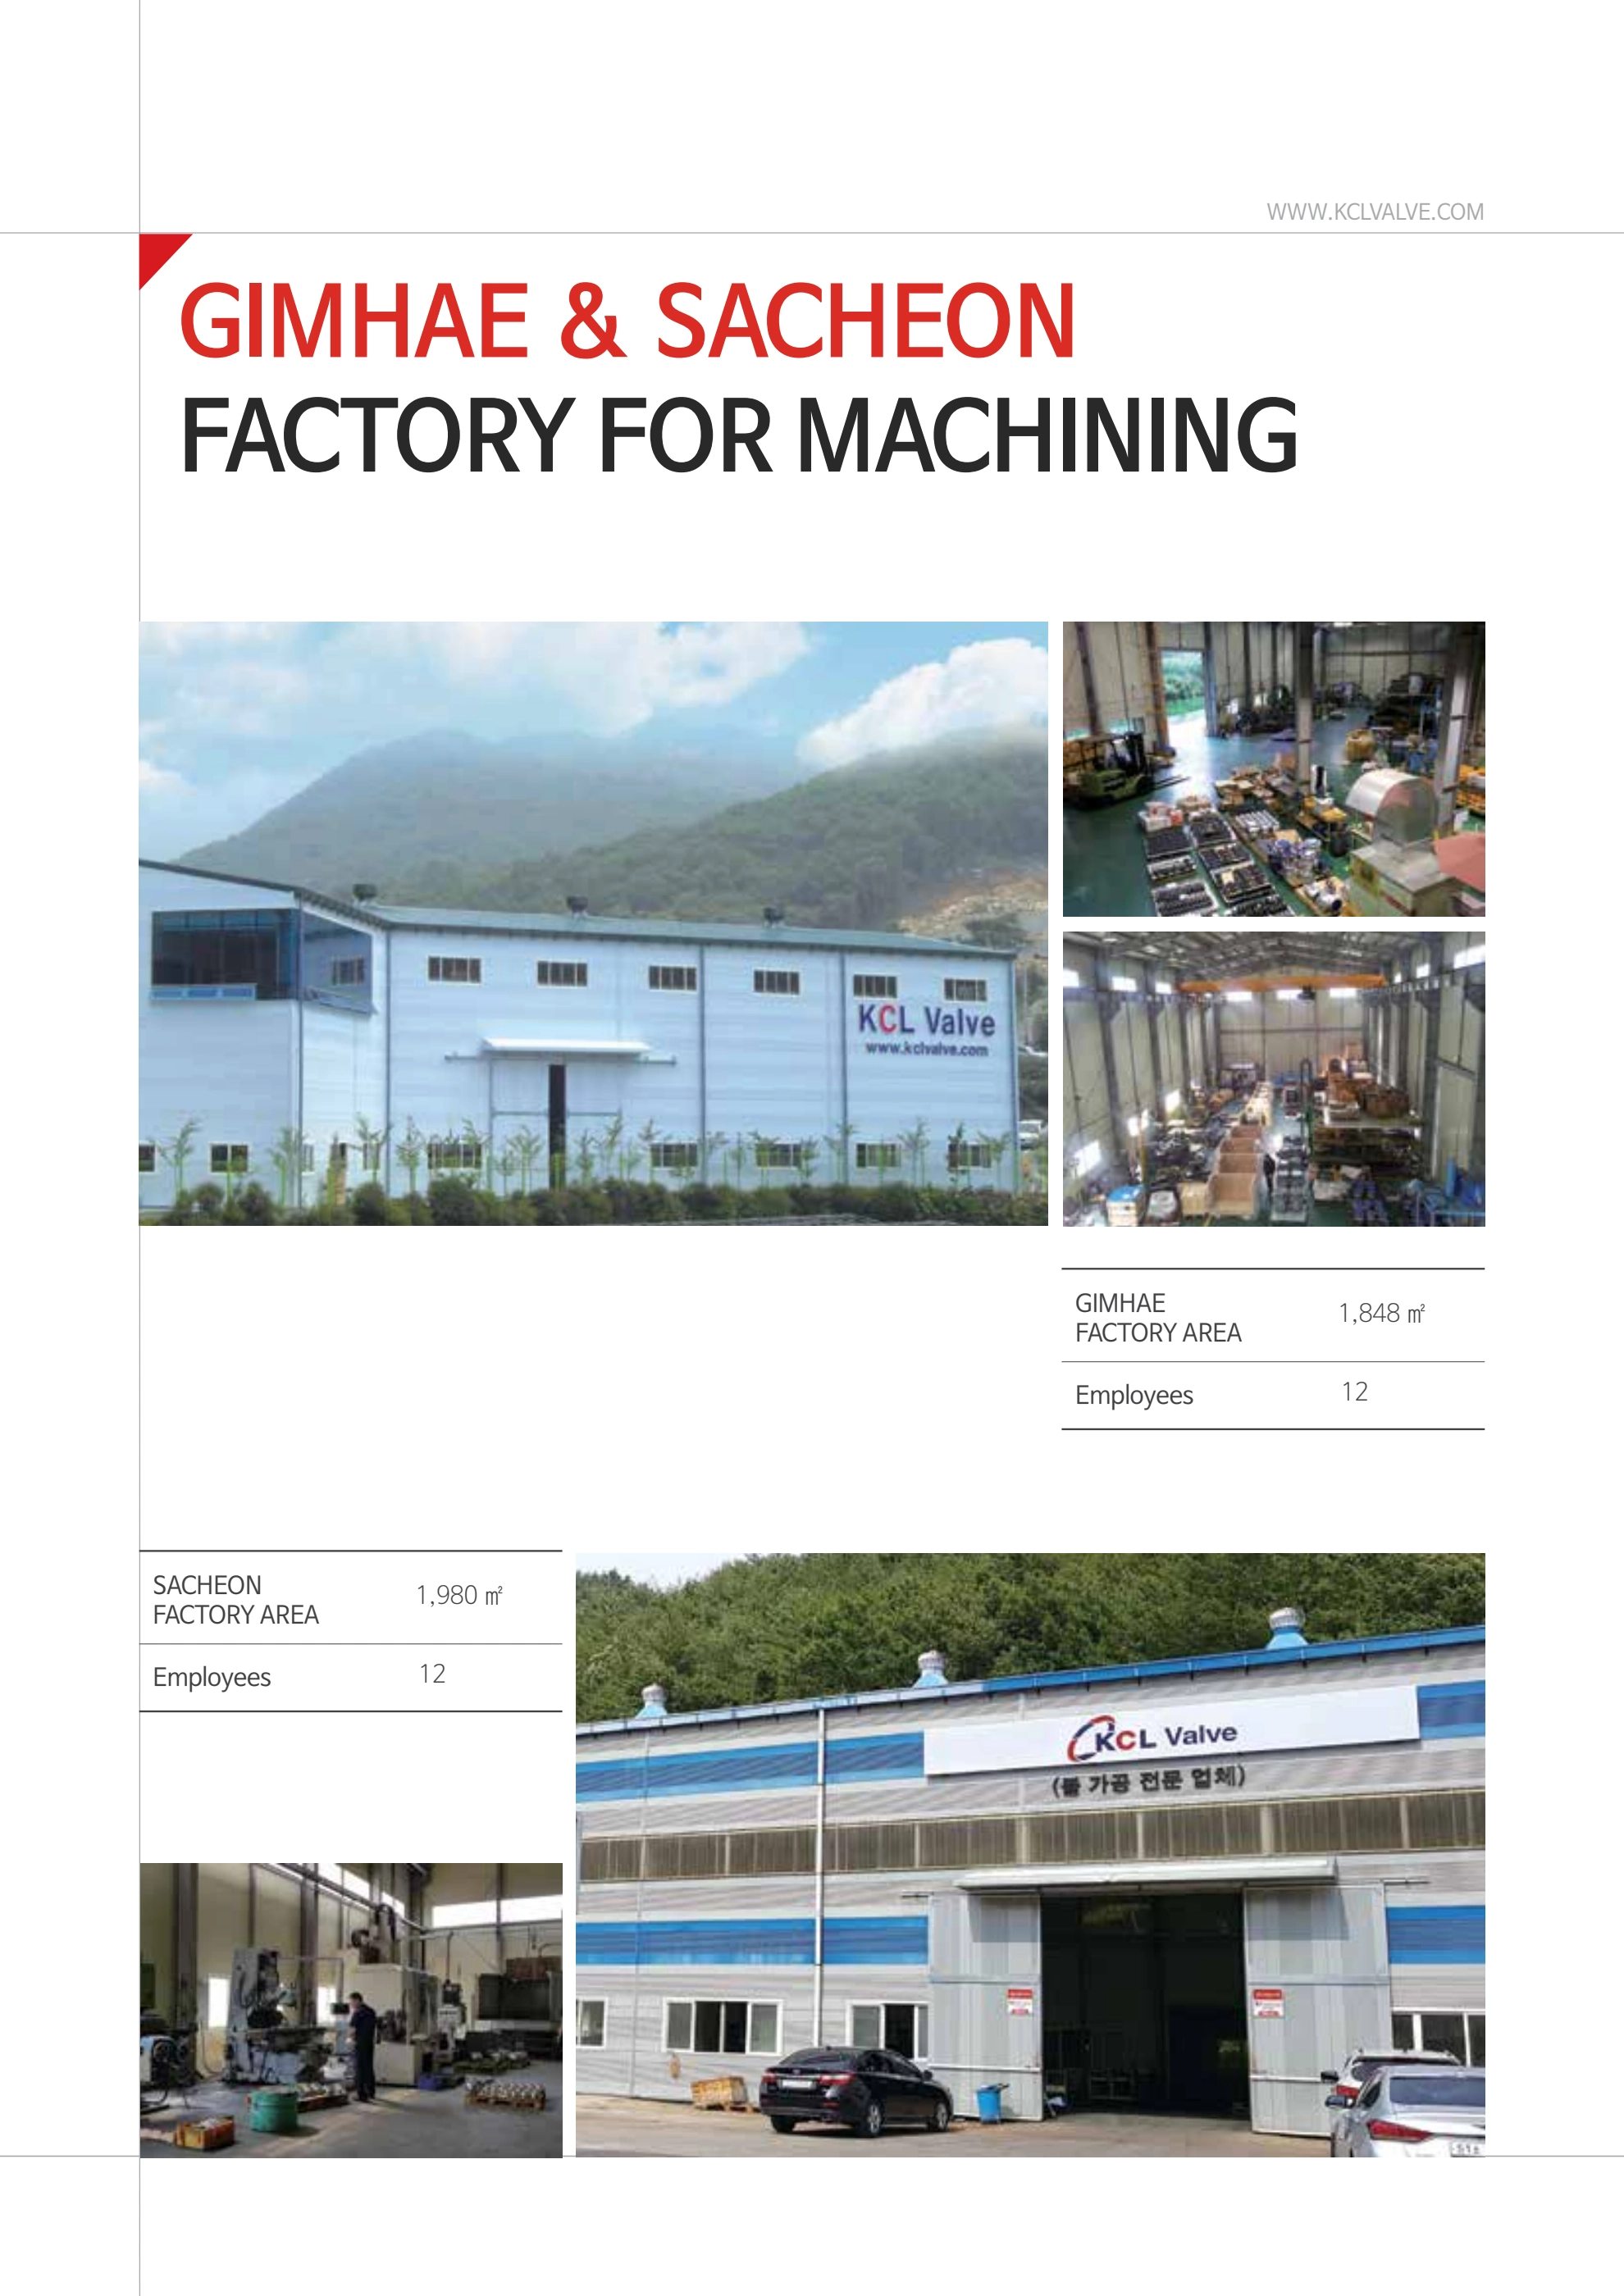 WWW.KCLVALVE.COM
GIMHAE & SACHEON
FACTORY FOR MACHINING
KCL Valve
www.kclvalve.com
GIMHAE
FACTORY AREA
1,848 ㎡
Employees
12
SACHEON
FACTORY AREA
1,980 ㎡
Employees
12
KCL Valve
(볼 가공 전문 업체)